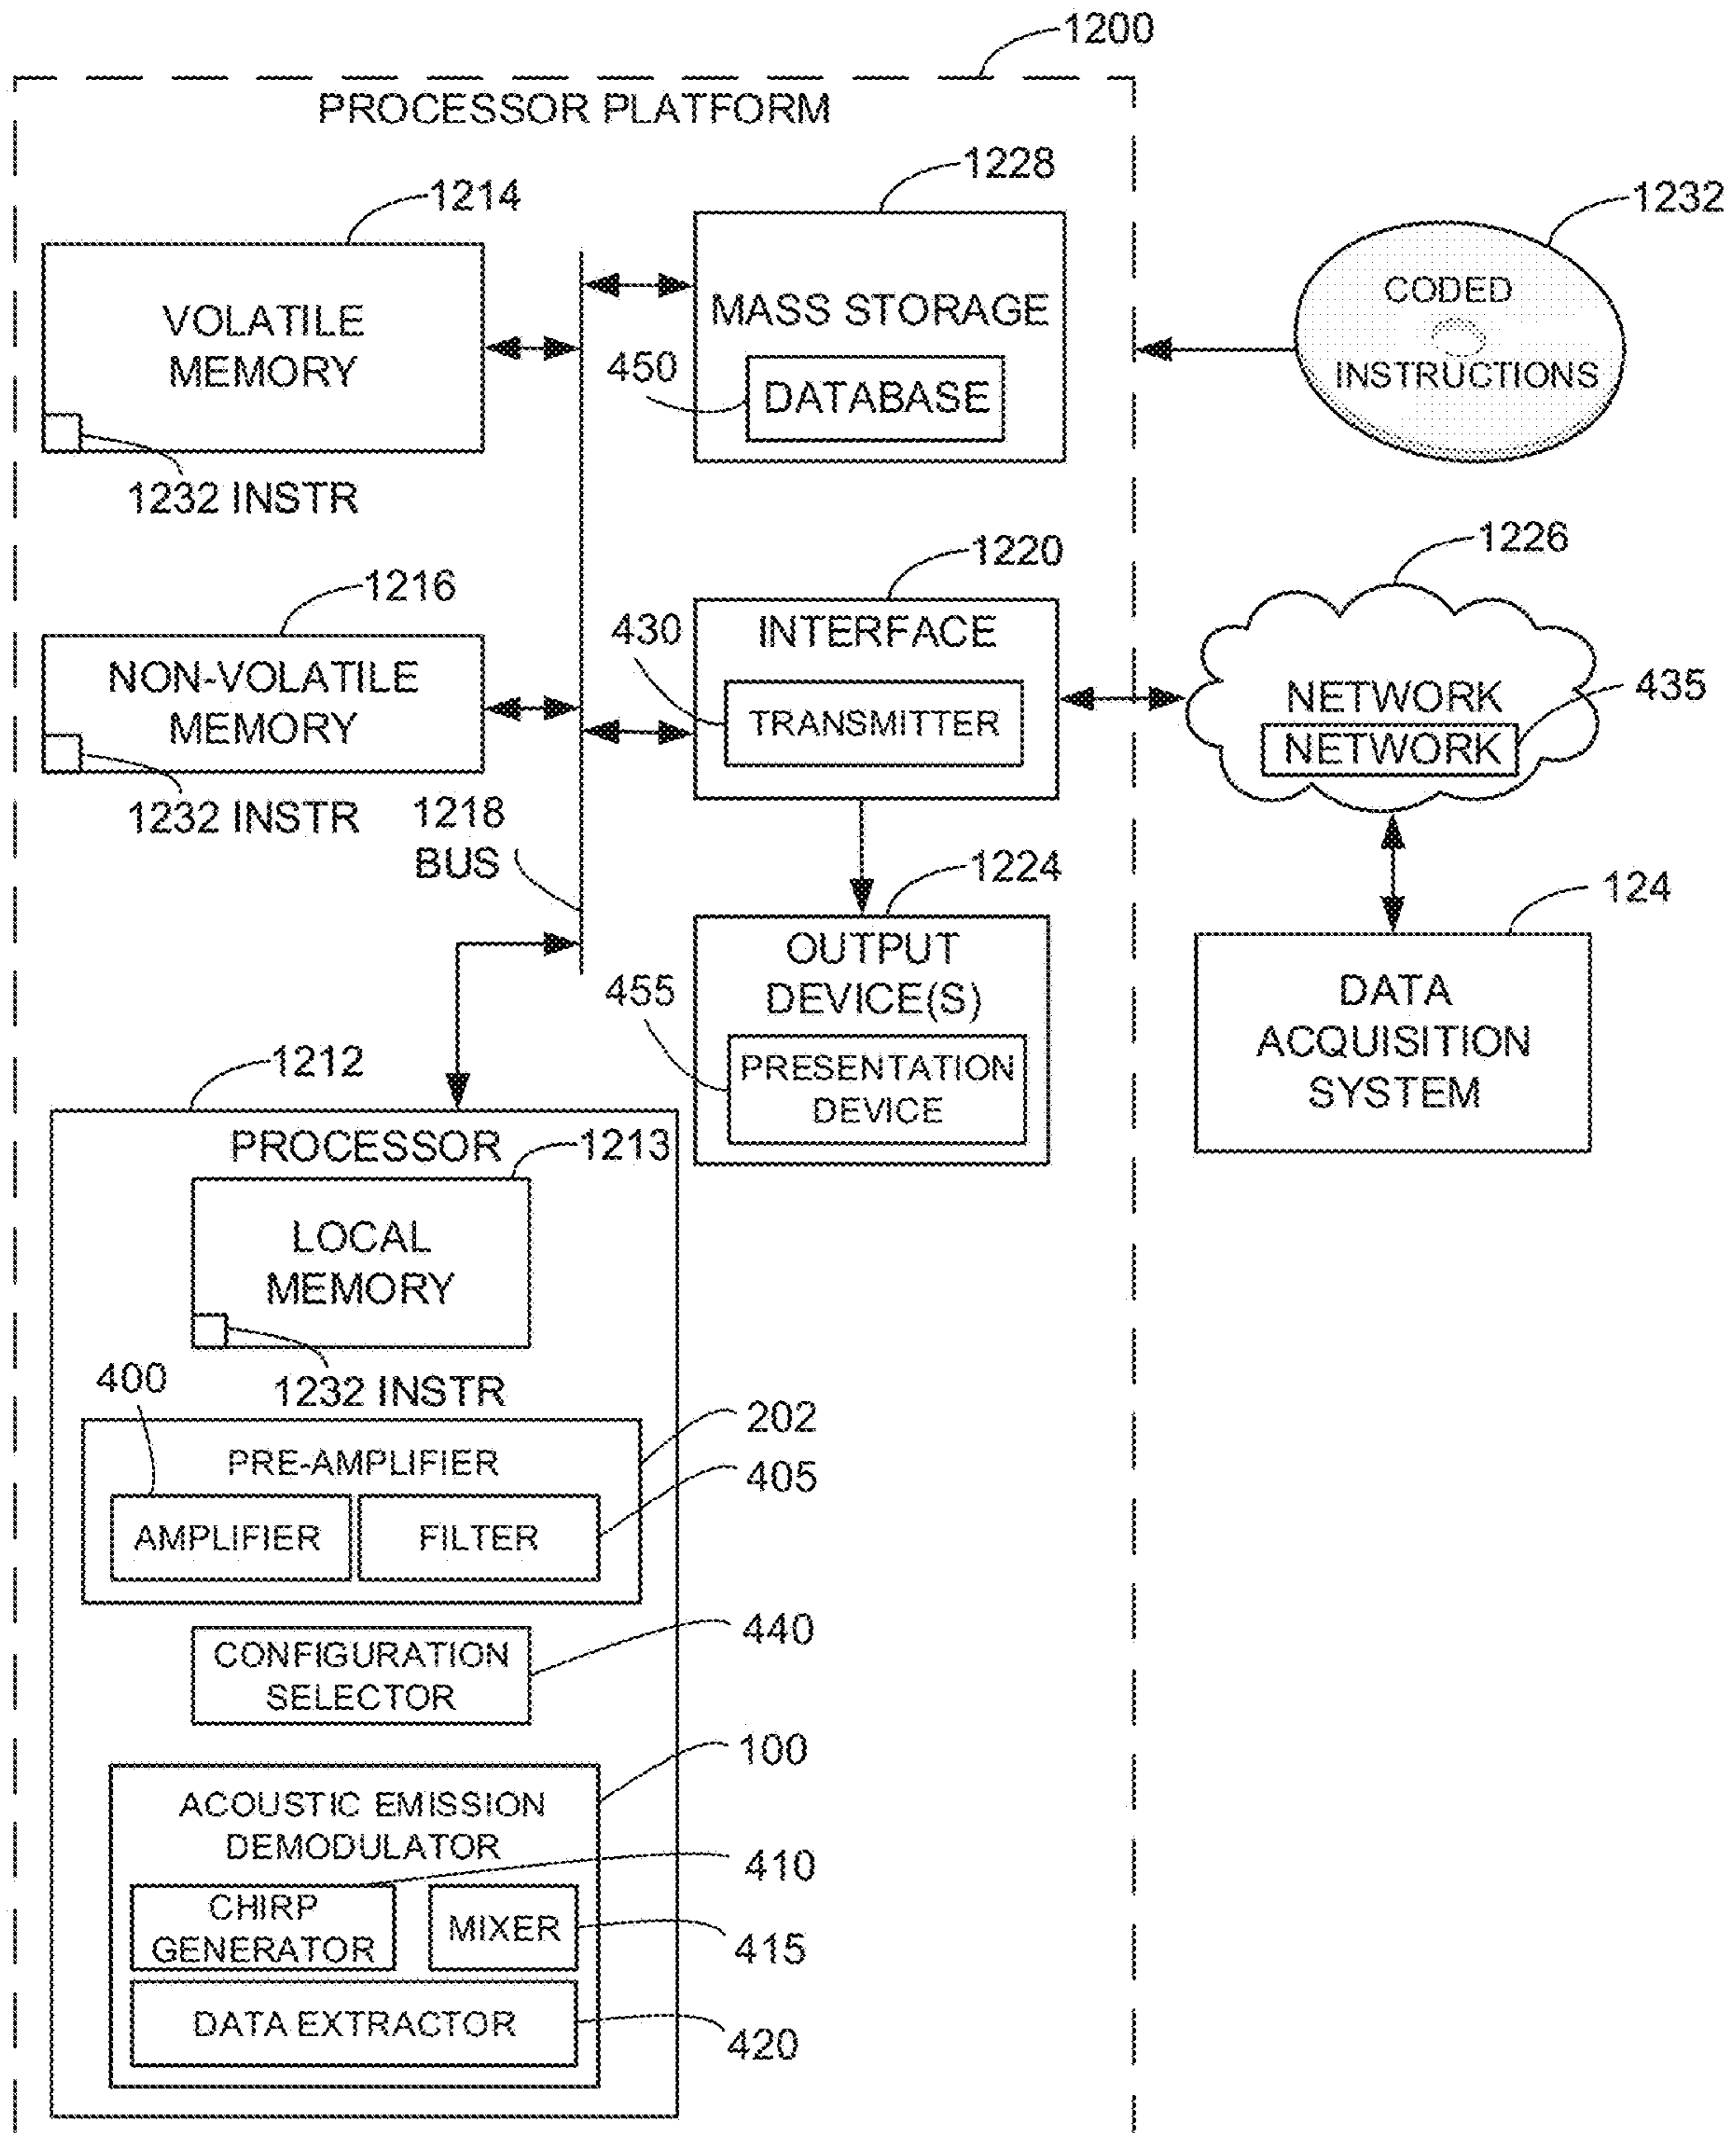 1200
PROCESSOR PLATFORM
1214
VOLATILE
MEMORY
1232 INSTR
1228
MASS STORAGE
450
DATABASE
1232
CODED
INSTRUCTIONS
1216
NON-VOLATILE
MEMORY
1232 INSTR
1218
BUS
1220
INTERFACE
430
TRANSMITTER
1226
NETWORK
435
NETWORK
1224
OUTPUT
DEVICE(S)
455
PRESENTATION
DEVICE
124
DATA
ACQUISITION
SYSTEM
1212
PROCESSOR
1213
LOCAL
MEMORY
1232 INSTR
400
202
PRE-AMPLIFIER
405
AMPLIFIER
FILTER
440
CONFIGURATION
SELECTOR
100
ACOUSTIC EMISSION
DEMODULATOR
410
CHIRP
GENERATOR
MIXER
415
DATA EXTRACTOR
420